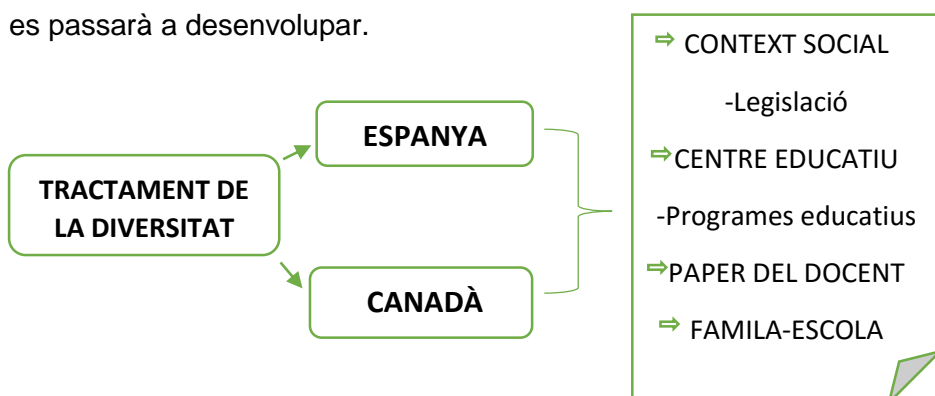 es passarà a desenvolupar.
TRACTAMENT DE
LA DIVERSITAT
ESPANYA
CANADÀ
⇨ CONTEXT SOCIAL
-Legislació
⇨CENTRE EDUCATIU
-Programes educatius
⇨PAPER DEL DOCENT
⇨ FAMILA-ESCOLA